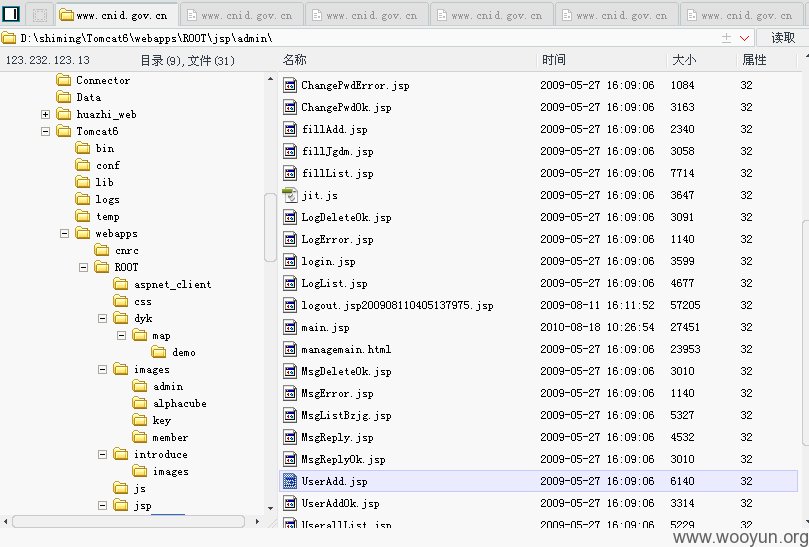 www.cnid.gov.cn www.cnid.gov.cn www.cnid.gov.cn www.cnid.gov.cn www.cnid.gov.cn www.cnid.gov.cn
D:\shiming\Tomcat6\webapps\ROOT\jsp\admin\ 读取
123.232.123.13 目录(9),文件(31) 名称 时间 大小 属性
Connector
Data
huazhi_web
Tomcat6
bin
conf
lib
logs
temp
webapps
cnrc
ROOT
aspnet_client
css
dyk
map
demo
images
admin
alphacube
key
member
introduce
images
js
jsp
ChangePwdError.jsp 2009-05-27 16:09:06 1084 32
ChangePwdOk.jsp 2009-05-27 16:09:06 3163 32
fillAdd.jsp 2009-05-27 16:09:06 2340 32
fillJgdm.jsp 2009-05-27 16:09:06 3058 32
fillList.jsp 2009-05-27 16:09:06 7714 32
jit.js 2009-05-27 16:09:06 3647 32
LogDeleteOk.jsp 2009-05-27 16:09:06 3091 32
LogError.jsp 2009-05-27 16:09:06 1140 32
login.jsp 2009-05-27 16:09:06 3599 32
LogList.jsp 2009-05-27 16:09:06 4677 32
logout.jsp200908110405137975.jsp 2009-08-11 16:11:52 57205 32
main.jsp 2010-08-18 10:26:54 27451 32
managemain.html 2009-05-27 16:09:06 23953 32
MsgDeleteOk.jsp 2009-05-27 16:09:06 3010 32
MsgError.jsp 2009-05-27 16:09:06 1140 32
MsgListBzjg.jsp 2009-05-27 16:09:06 5327 32
MsgReply.jsp 2009-05-27 16:09:06 4532 32
MsgReplyOk.jsp 2009-05-27 16:09:06 3010 32
UserAdd.jsp 2009-05-27 16:09:06 6140 32
UserAddOk.jsp 2009-05-27 16:09:06 3314 32
UserallList.jsp 2009-05-27 16:09:06 5229 32
www.wooyun.org